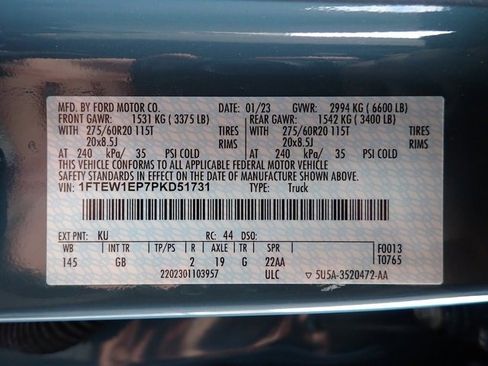 MFD. BY FORD MOTOR CO. 01/23 GVWR: 2994 KG ( 6600 LB)
FRONT GAWR: 1531 KG ( 3375 LB) REAR GAWR: 1542 KG ( 3400 LB)
WITH 275/60R20 115T TIRES WITH 275/60R20 115T TIRES
20x8.5J RIMS 20x8.5J RIMS
AT 240 kPa/ 35 PSI COLD AT 240 kPa/ 35 PSI COLD
THIS VEHICLE CONFORMS TO ALL APPLICABLE FEDERAL MOTOR VEHICLE
SAFETY STANDARDS IN EFFECT ON THE DATE OF MANUFACTURE SHOWN ABOVE.
VIN: 1FTEW1EP7PKD51731 TYPE: Truck
EXT PNT: KU RC: 44 DSO:
WB INT TR TP/PS R AXLE TR SPR F0013
145 GB 2 19 G 22AA T0765
2202301103957 ULC 5U5A-3520472-AA